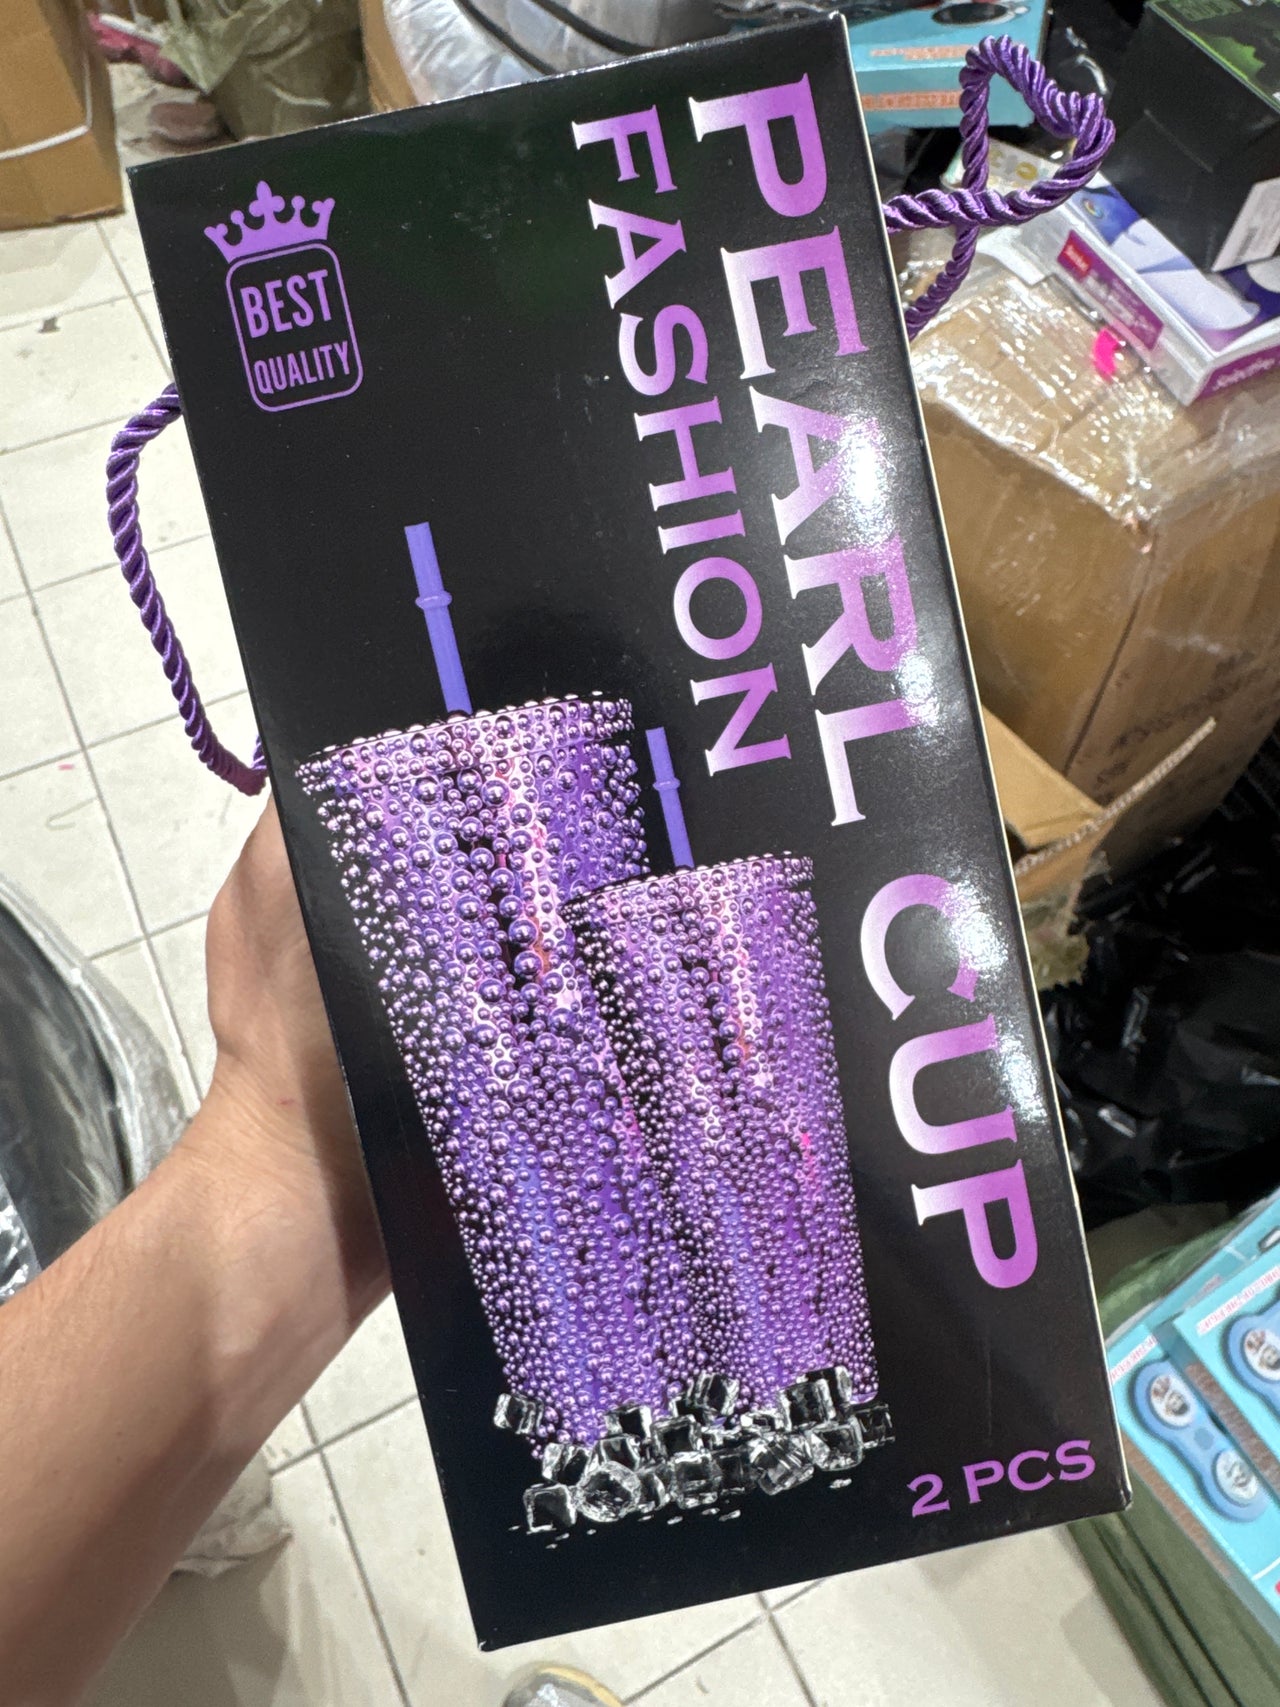 BEST
QUALITY
PEARL CUP
FASHION
2 PCS